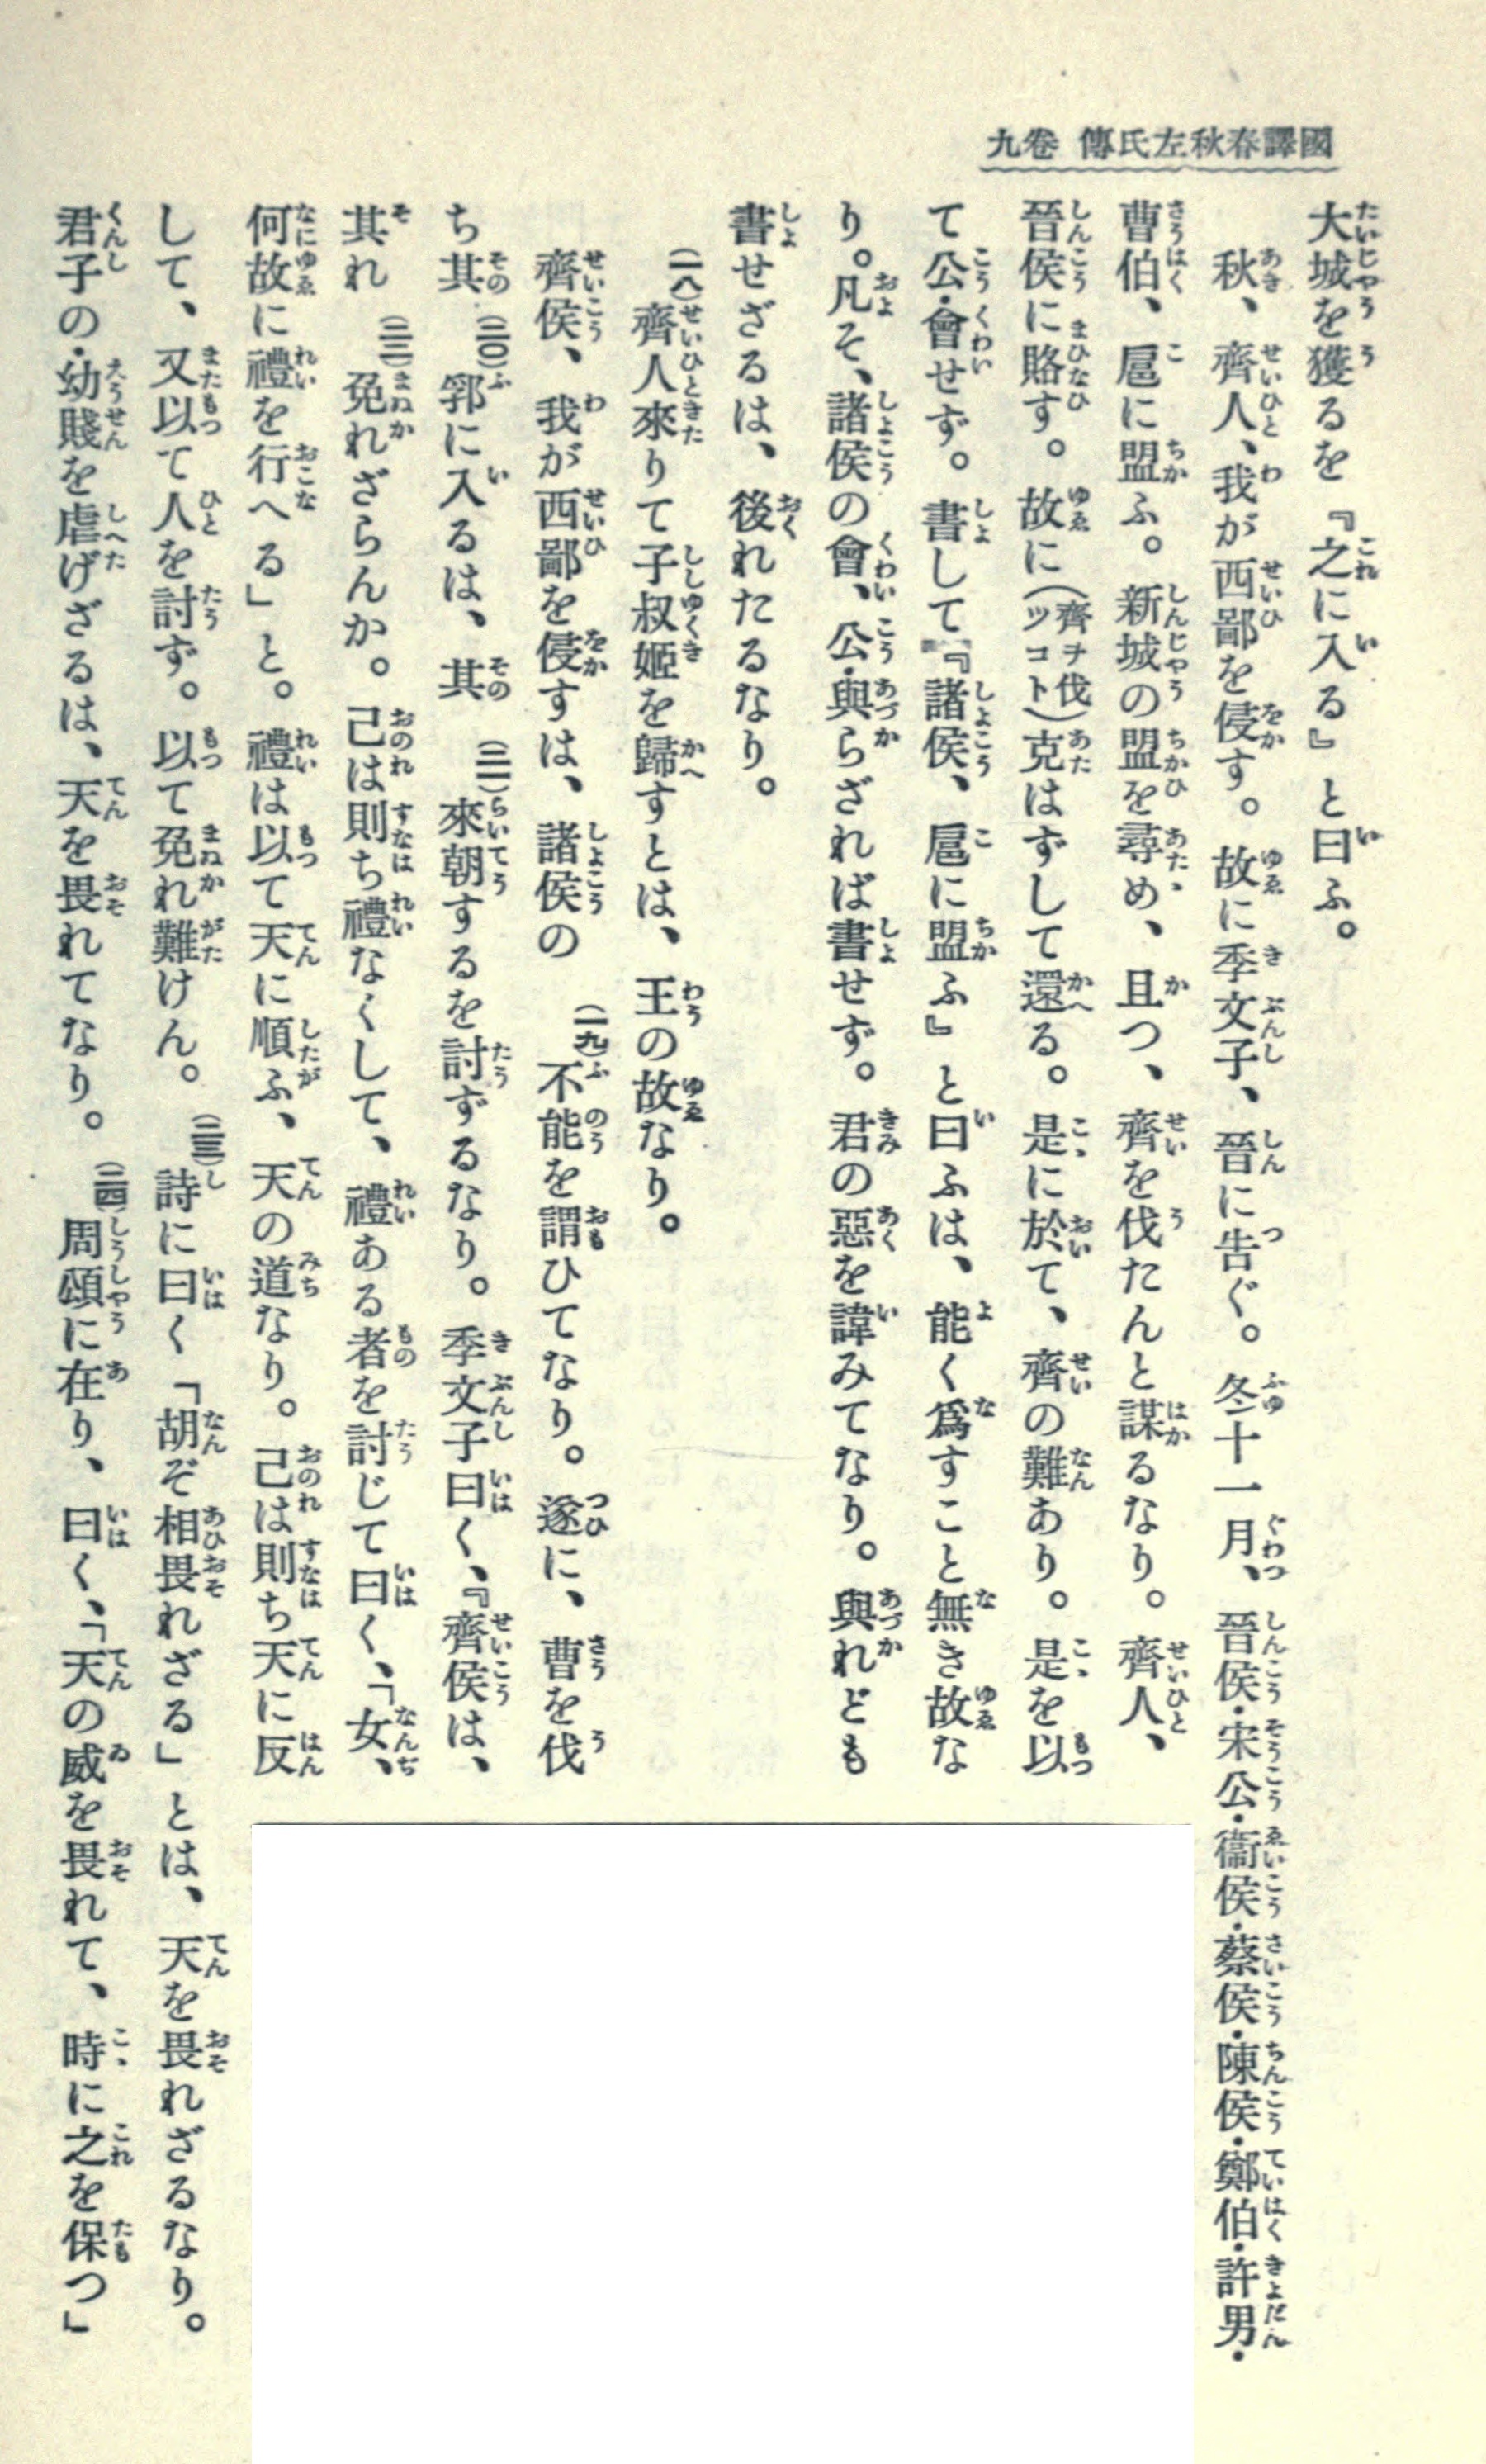 國譯春秋左氏傳 卷九
大城を獲るを『之に入る』と曰ふ。
秋、齊人、我が西鄙を侵す。故に季文子、晉に告ぐ。冬十一月、晉侯・宋公・衞侯・蔡侯・陳侯・鄭伯・許男・
曹伯、扈に盟ふ。新城の盟を尋め、且つ、齊を伐たんと謀るなり。齊人、
晉侯に賂す。故に(齊ヲ伐ツコト)克はずして還る。是に於て、齊の難あり。是を以
て公・會せず。書して『諸侯、扈に盟ふ』と曰ふは、能く爲すこと無き故な
り。凡そ、諸侯の會、公・與らざれば書せず。君の惡を諱みてなり。與れども
書せざるは、後れたるなり。
(一八)齊人來りて子叔姬を歸すとは、王の故なり。
齊侯、我が西鄙を侵すは、諸侯の(一九)不能を謂ひてなり。遂に、曹を伐
ち其(二〇)郛に入るは、其(二一)來朝するを討ずるなり。季文子曰く、『齊侯は、
其れ(二二)免れざらんか。己は則ち禮なくして、禮ある者を討じて曰く、「女、
何故に禮を行へる」と。禮は以て天に順ふ、天の道なり。己は則ち天に反
して、又以て人を討ず。以て免れ難けん。(二三)詩に曰く「胡ぞ相畏れざる」とは、天を畏れざるなり。
君子の・幼賤を虐げざるは、天を畏れてなり。(二四)周頌に在り、曰く、「天の威を畏れて、時に之を保つ」